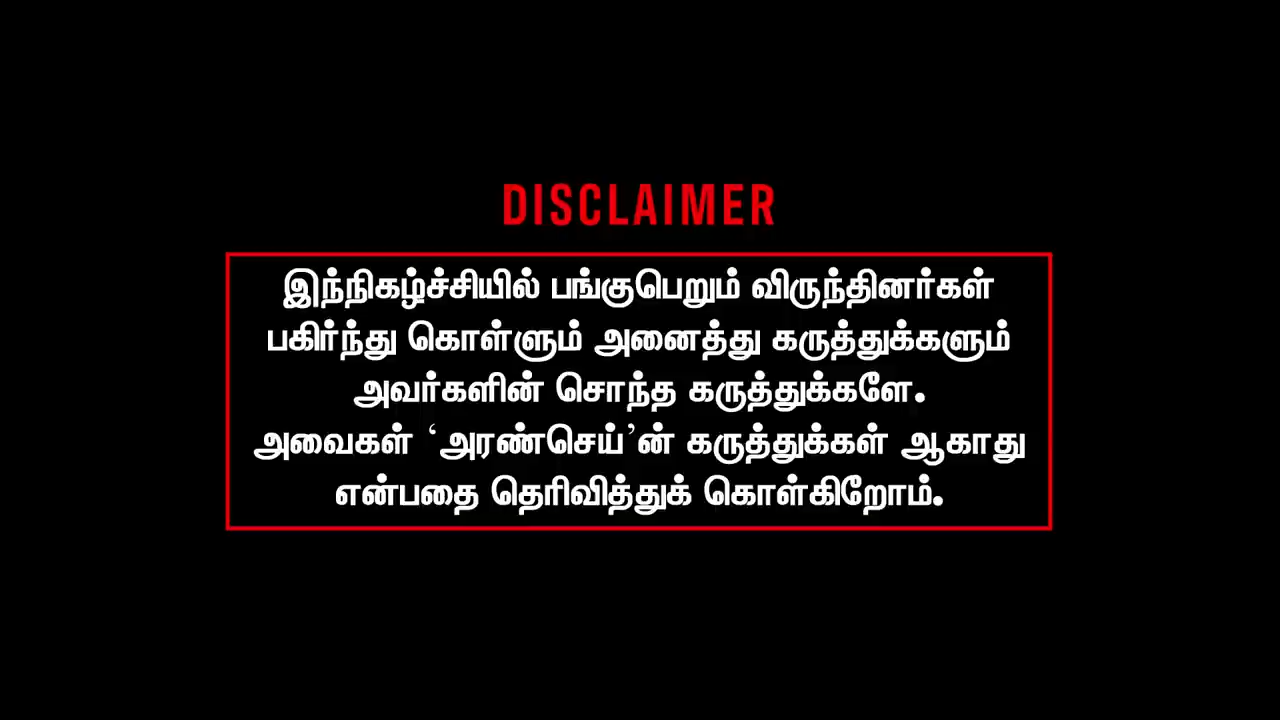 DISCLAIMER
இந்நிகழ்ச்சியில் பங்குபெறும் விருந்தினர்கள்
பகிர்ந்து கொள்ளும் அனைத்து கருத்துக்களும்
அவர்களின் சொந்த கருத்துக்களே.
அவைகள் ‘அரண்செய்’ன் கருத்துக்கள் ஆகாது
என்பதை தெரிவித்துக் கொள்கிறோம்.